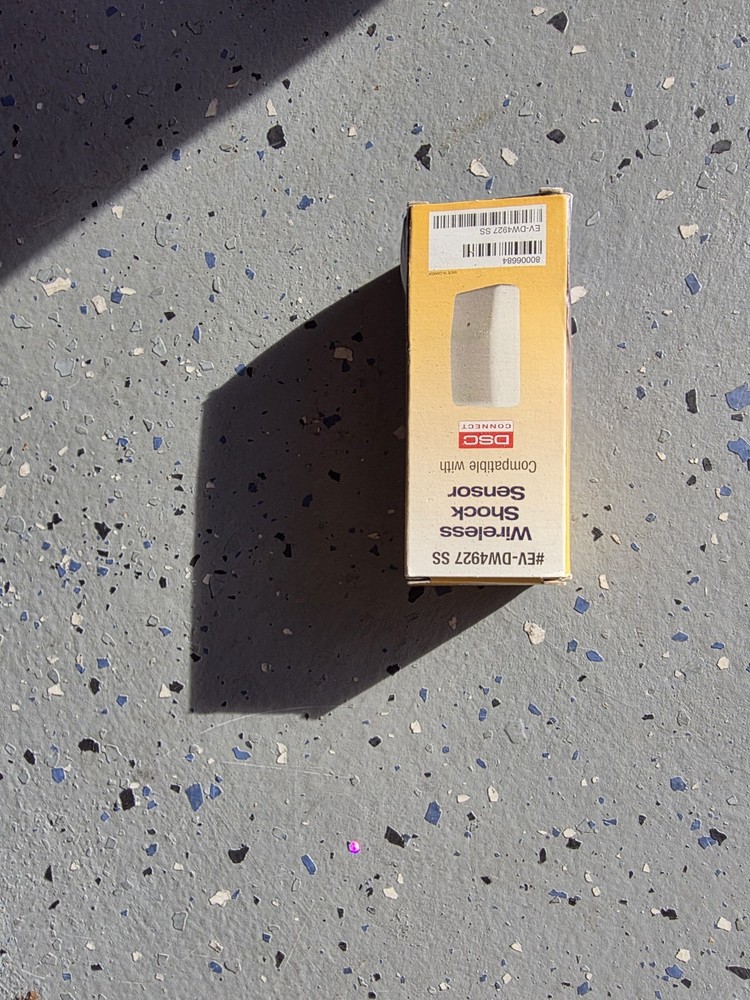 #EV-DW4927 SS
Wireless
Shock
Sensor
Compatible with
DSC
CONNECT
80006684
EV-DW4927 SS